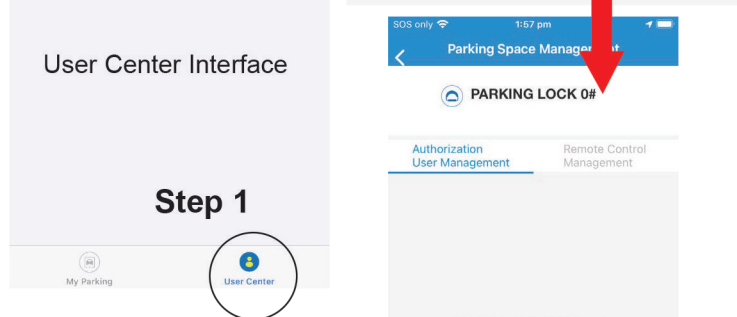 User Center Interface
Step 1
My Parking
User Center
SOS only
1:57 pm
Parking Space Management
PARKING LOCK 0#
Authorization
User Management
Remote Control
Management